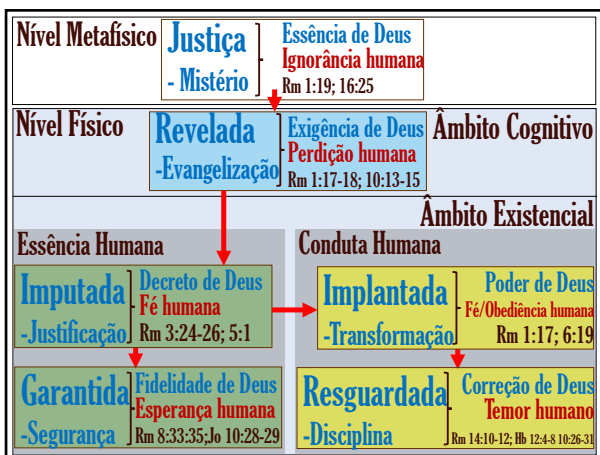 Nível Metafísico
Justiça
- Mistério
Essência de Deus
Ignorância humana
Rm 1:19; 16:25
Nível Físico
Revelada
-Evangelização
Exigência de Deus
Perdição humana
Rm 1:17-18; 10:13-15
Âmbito Cognitivo
Âmbito Existencial
Essência Humana
Conduta Humana
Imputada
-Justificação
Decreto de Deus
Fé humana
Rm 3:24-26; 5:1
Implantada
-Transformação
Poder de Deus
Fé/Obediência humana
Rm 1:17; 6:19
Garantida
-Segurança
Fidelidade de Deus
Esperança humana
Rm 8:33:35;Jo 10:28-29
Resguardada
-Disciplina
Correção de Deus
Temor humano
Rm 14:10-12; Hb 12:4-8 10:26-31